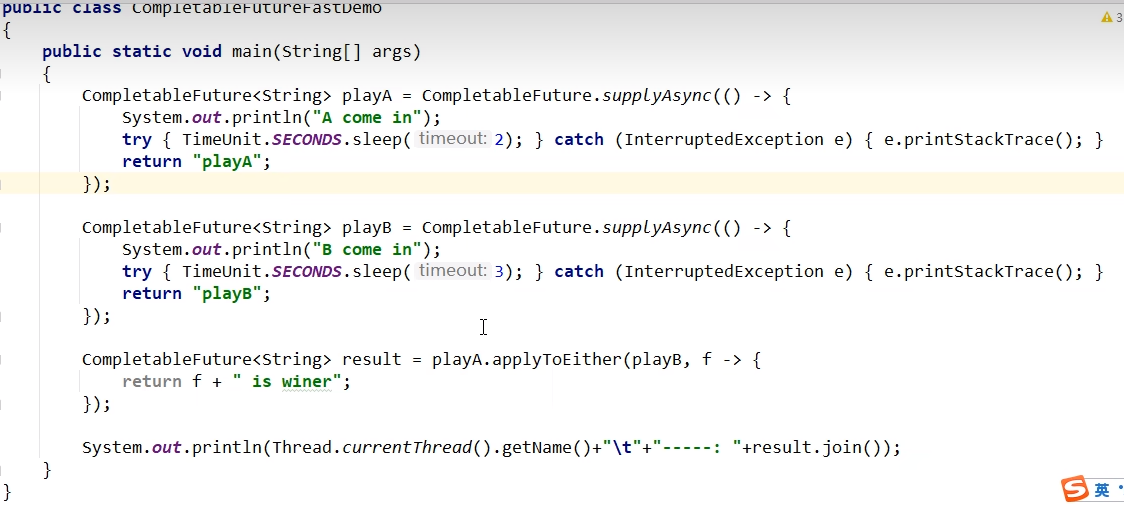 public class CompletableFutureFastDemo
3
{
    public static void main(String[] args)
    {
        CompletableFuture<String> playA = CompletableFuture.supplyAsync(() -> {
            System.out.println("A come in");
            try { TimeUnit.SECONDS.sleep( timeout: 2); } catch (InterruptedException e) { e.printStackTrace(); }
            return "playA";
        });

        CompletableFuture<String> playB = CompletableFuture.supplyAsync(() -> {
            System.out.println("B come in");
            try { TimeUnit.SECONDS.sleep( timeout: 3); } catch (InterruptedException e) { e.printStackTrace(); }
            return "playB";
        });

        CompletableFuture<String> result = playA.applyToEither(playB, f -> {
            return f + " is winer";
        });

        System.out.println(Thread.currentThread().getName()+"\t"+"-----: "+result.join());
    }
}
S 英